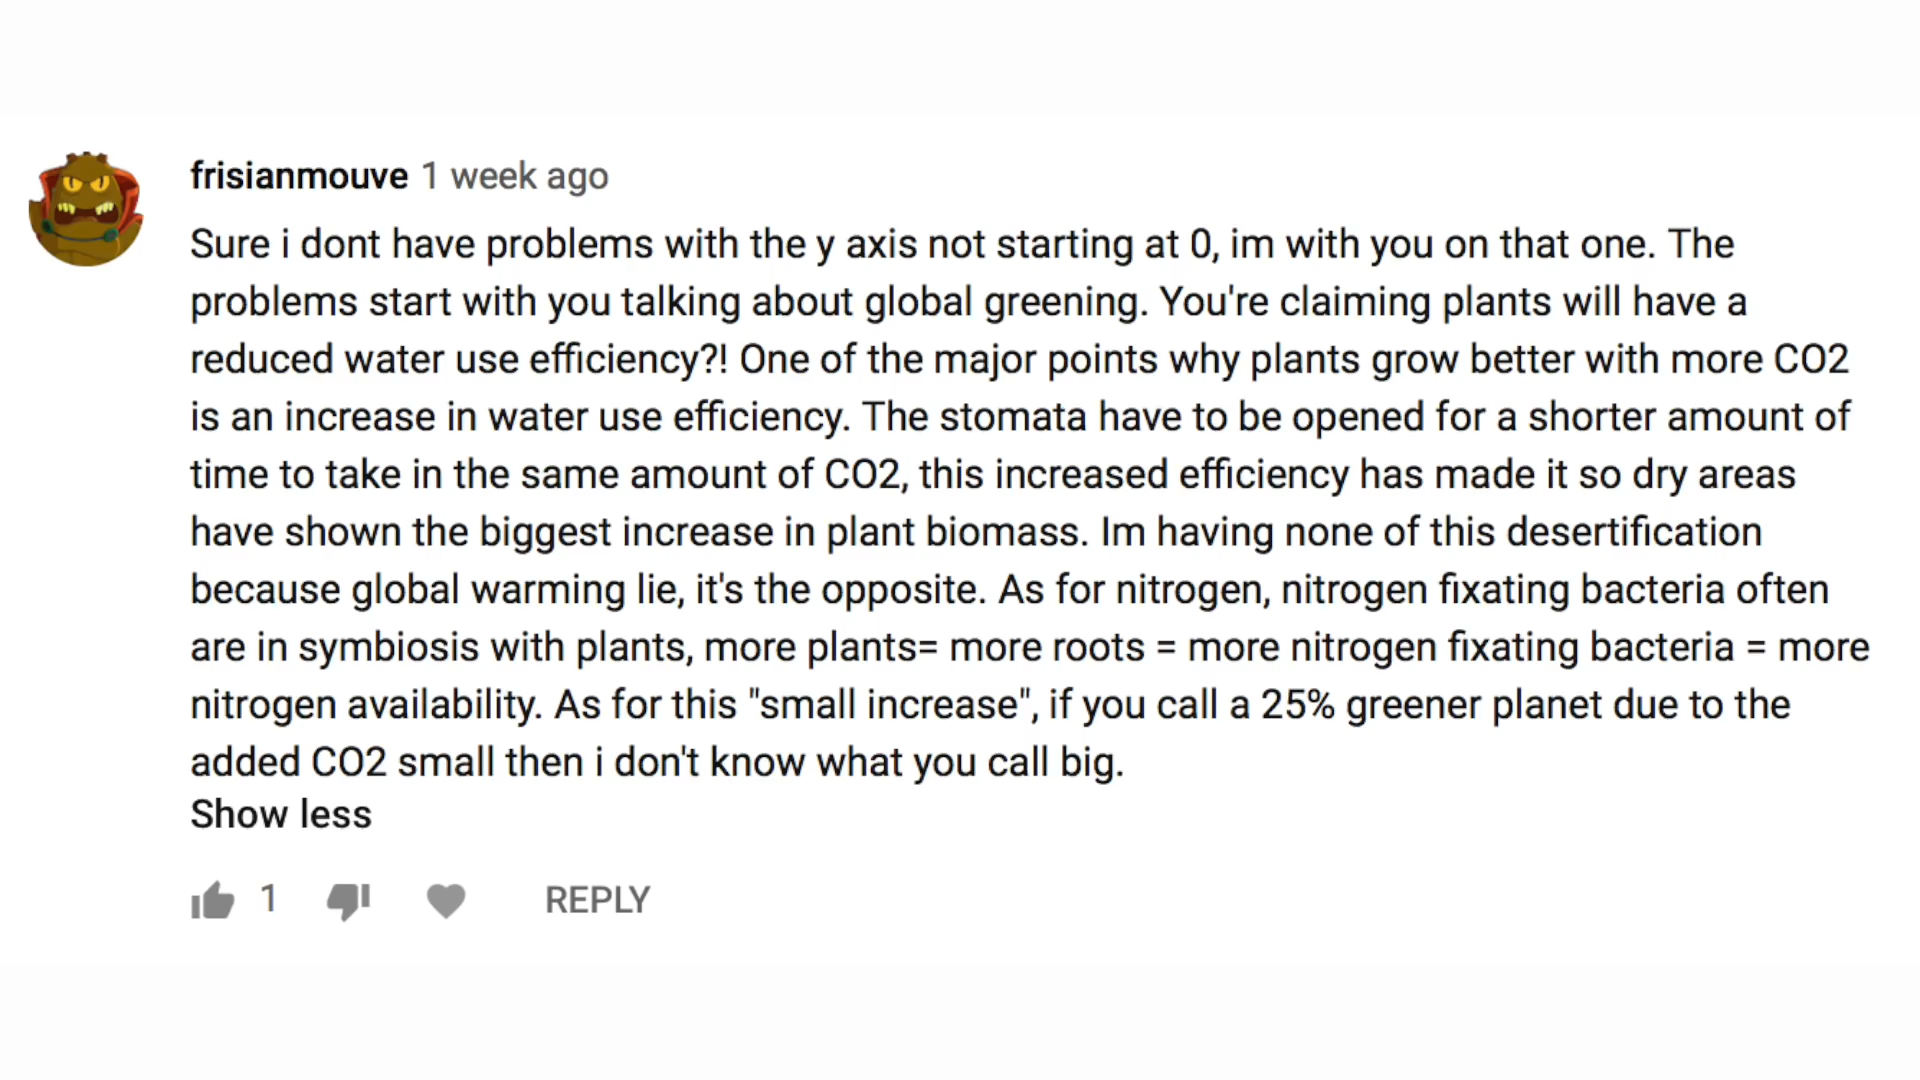 frisianmouve 1 week ago
Sure i dont have problems with the y axis not starting at 0, im with you on that one. The
problems start with you talking about global greening. You're claiming plants will have a
reduced water use efficiency?! One of the major points why plants grow better with more CO2
is an increase in water use efficiency. The stomata have to be opened for a shorter amount of
time to take in the same amount of CO2, this increased efficiency has made it so dry areas
have shown the biggest increase in plant biomass. Im having none of this desertification
because global warming lie, it's the opposite. As for nitrogen, nitrogen fixating bacteria often
are in symbiosis with plants, more plants= more roots = more nitrogen fixating bacteria = more
nitrogen availability. As for this "small increase", if you call a 25% greener planet due to the
added CO2 small then i don't know what you call big.
Show less
1 REPLY